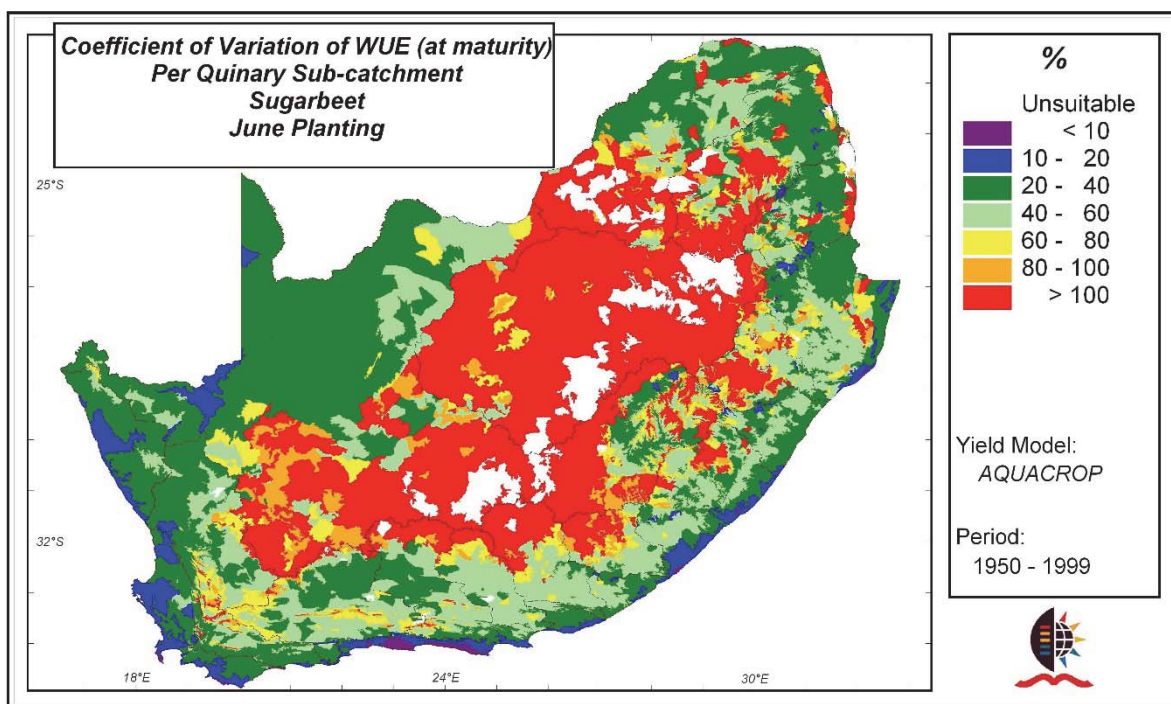 Coefficient of Variation of WUE (at maturity)
Per Quinary Sub-catchment
Sugarbeet
June Planting
25°S
32°S
18°E
24°E
30°E
%
Unsuitable
< 10
10 - 20
20 - 40
40 - 60
60 - 80
80 - 100
> 100
Yield Model:
AQUACROP
Period:
1950 - 1999